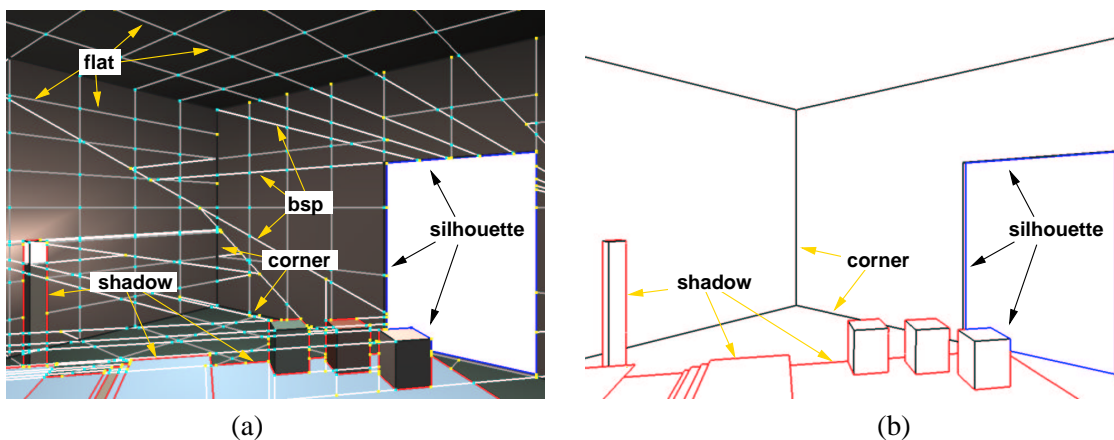 flat
bsp
silhouette
corner
shadow
(a)
silhouette
corner
shadow
(b)